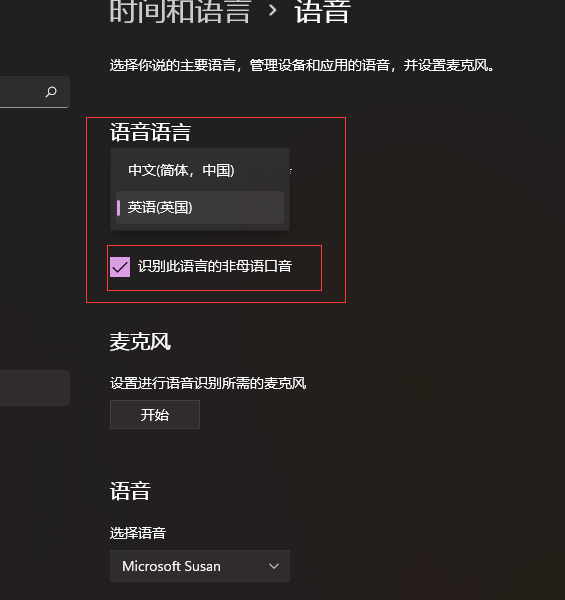 时间和语言 › 语音
选择你说的主要语言，管理设备和应用的语音，并设置麦克风。
语音语言
中文(简体，中国)
英语(英国)
识别此语言的非母语口音
麦克风
设置进行语音识别所需的麦克风
开始
语音
选择语音
Microsoft Susan